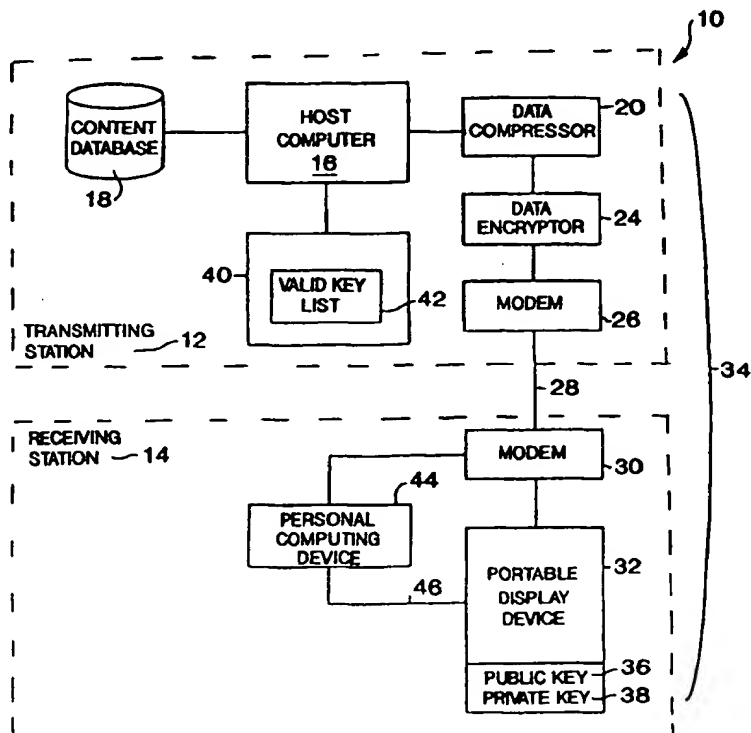 10
CONTENT
DATABASE
18
HOST
COMPUTER
16
DATA
COMPRESSOR
20
DATA
ENCRYPTOR
24
40
VALID KEY
LIST
42
MODEM
26
TRANSMITTING
STATION
12
28
34
RECEIVING
STATION
14
MODEM
30
44
PERSONAL
COMPUTING
DEVICE
46
32
PORTABLE
DISPLAY
DEVICE
PUBLIC KEY
36
PRIVATE KEY
38